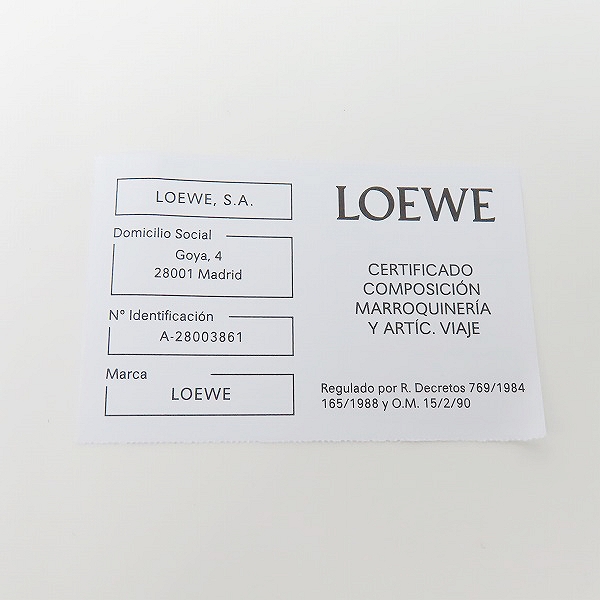 LOEWE, S.A.
Domicilio Social
Goya, 4
28001 Madrid
Nº Identificación
A-28003861
Marca
LOEWE
LOEWE
CERTIFICADO
COMPOSICIÓN
MARROQUINERÍA
Y ARTÍC. VIAJE
Regulado por R. Decretos 769/1984
165/1988 y O.M. 15/2/90